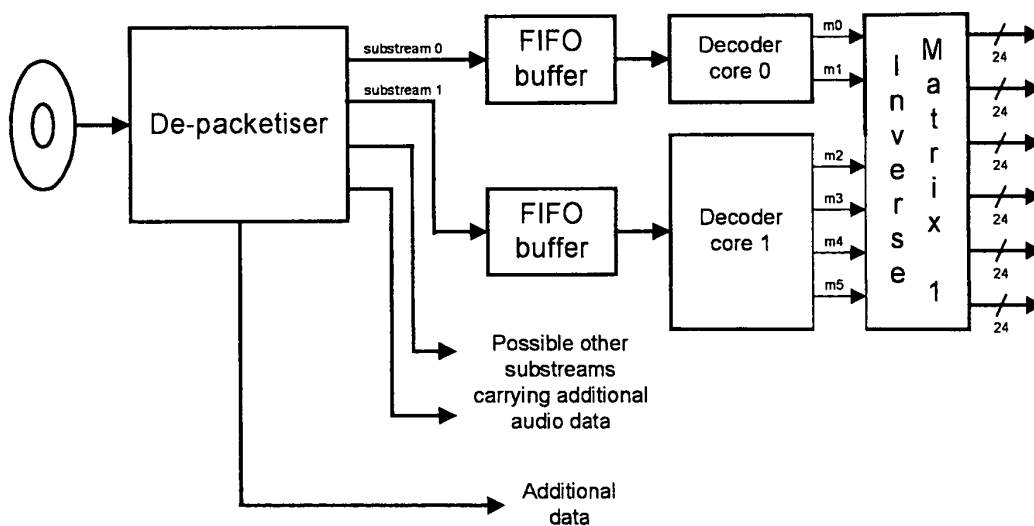 De-packetiser
substream 0
substream 1
FIFO
buffer
FIFO
buffer
Decoder
core 0
Decoder
core 1
m0
m1
m2
m3
m4
m5
Inverse
Matrix 1
24
24
24
24
24
24
Possible other
substreams
carrying additional
audio data
Additional
data